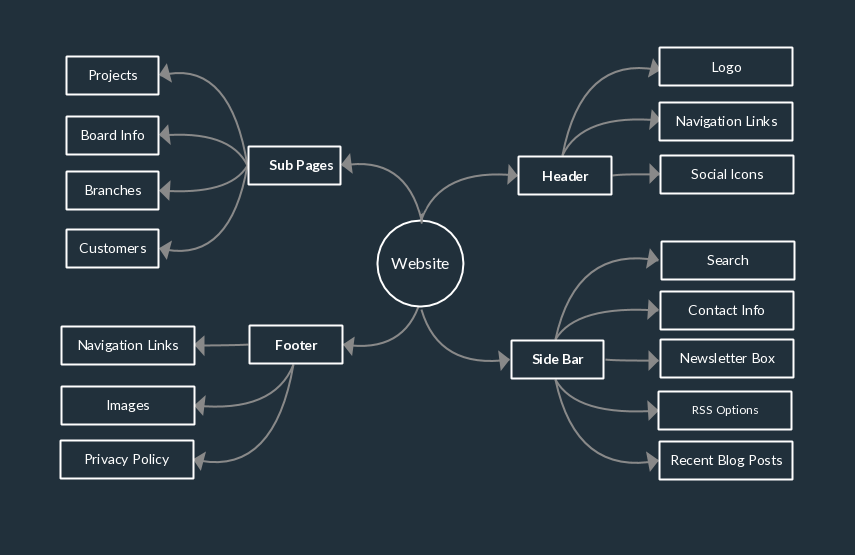 Projects
Board Info
Branches
Customers
Sub Pages
Header
Logo
Navigation Links
Social Icons
Website
Footer
Navigation Links
Images
Privacy Policy
Side Bar
Search
Contact Info
Newsletter Box
RSS Options
Recent Blog Posts